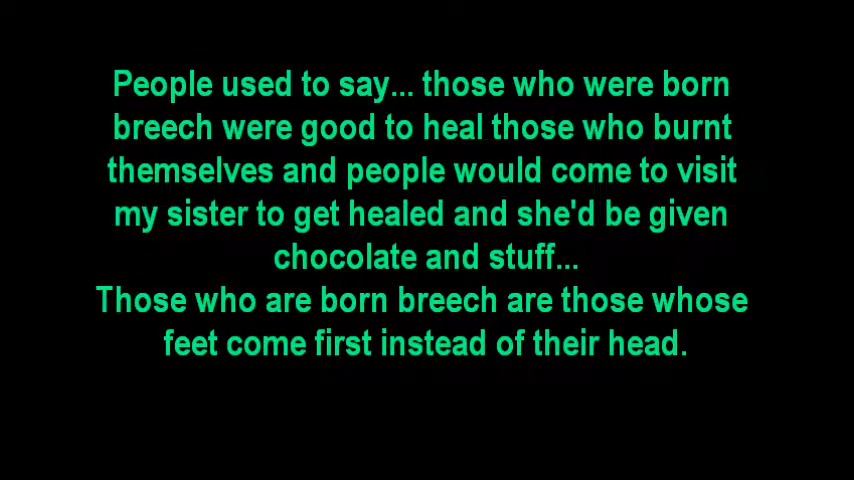 People used to say... those who were born
breech were good to heal those who burnt
themselves and people would come to visit
my sister to get healed and she'd be given
chocolate and stuff...
Those who are born breech are those whose
feet come first instead of their head.